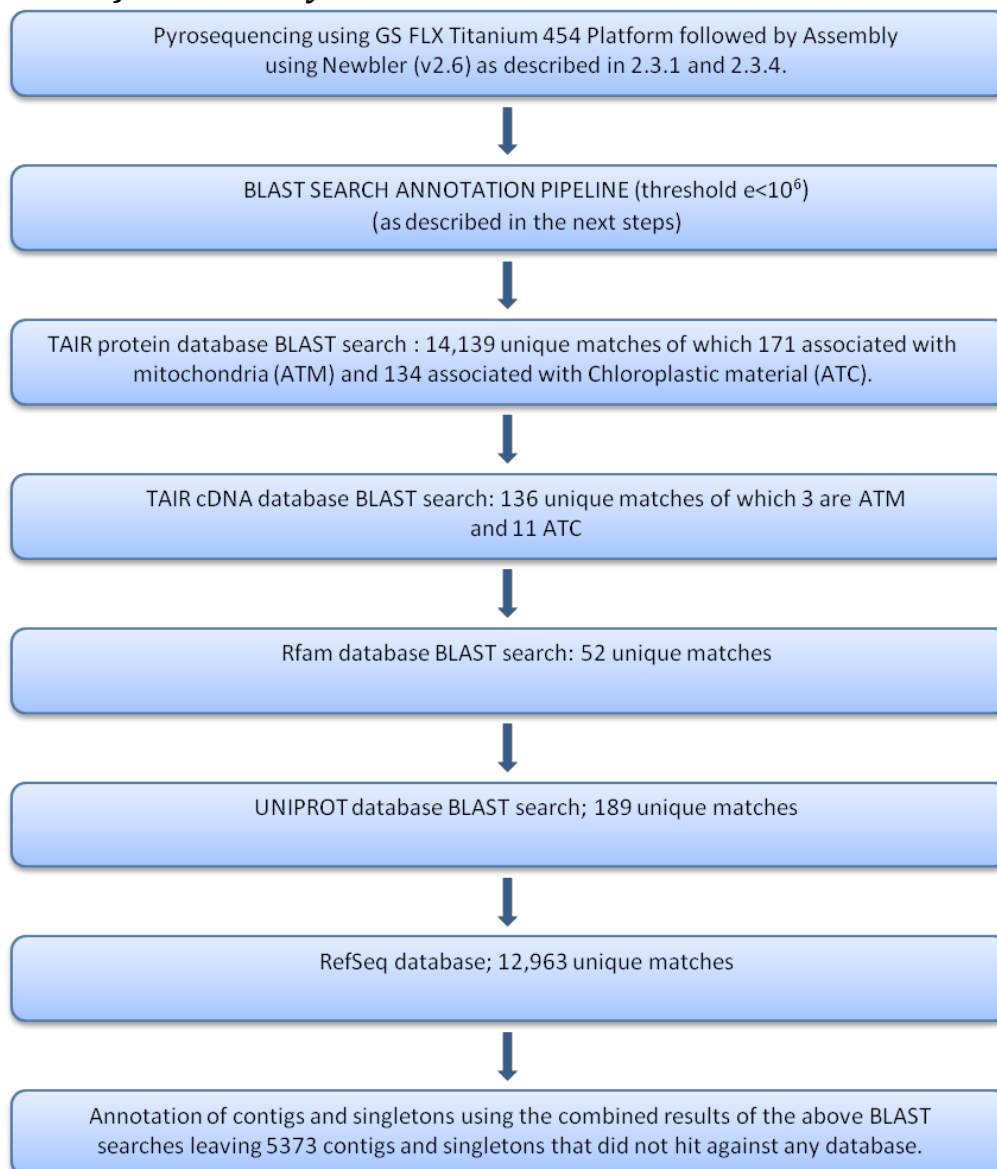 Pyrosequencing using GS FLX Titanium 454 Platform followed by Assembly
using Newbler (v2.6) as described in 2.3.1 and 2.3.4.
BLAST SEARCH ANNOTATION PIPELINE (threshold e<10⁶)
(as described in the next steps)
TAIR protein database BLAST search : 14,139 unique matches of which 171 associated with
mitochondria (ATM) and 134 associated with Chloroplastic material (ATC).
TAIR cDNA database BLAST search: 136 unique matches of which 3 are ATM
and 11 ATC
Rfam database BLAST search: 52 unique matches
UNIPROT database BLAST search; 189 unique matches
RefSeq database; 12,963 unique matches
Annotation of contigs and singletons using the combined results of the above BLAST
searches leaving 5373 contigs and singletons that did not hit against any database.